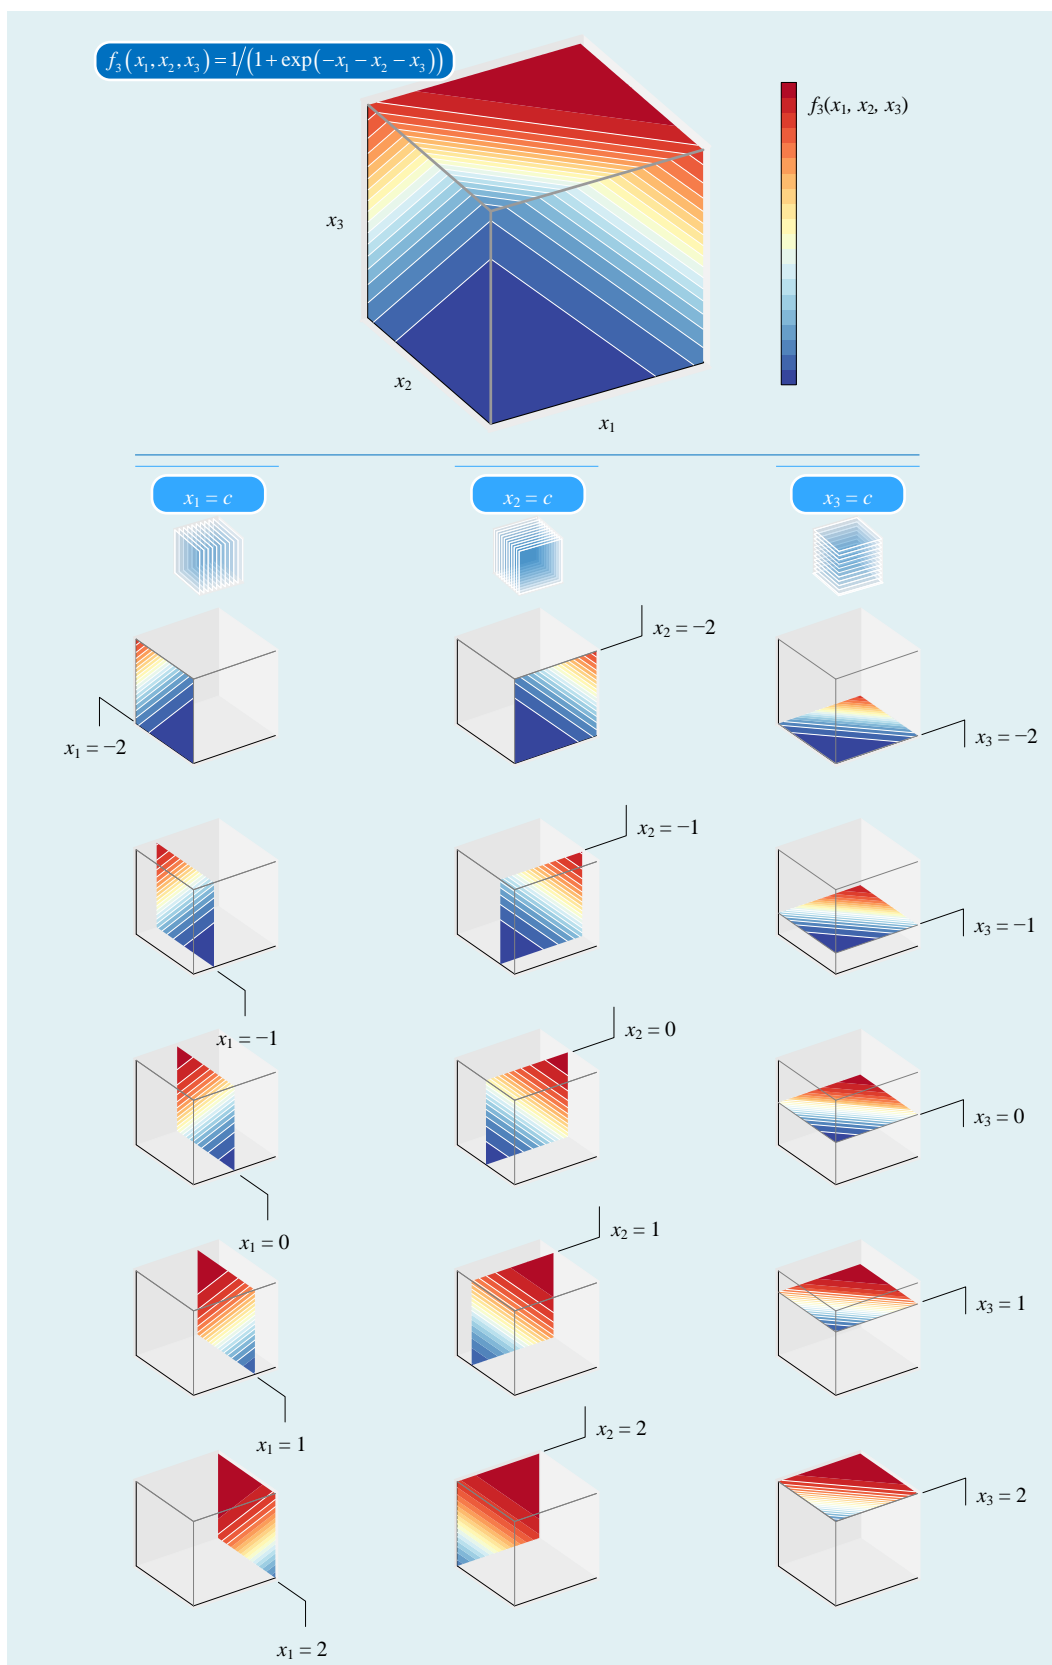 f₃(x₁,x₂,x₃)=1/(1+exp(−x₁−x₂−x₃))
f₃(x₁, x₂, x₃)
x₃
x₂
x₁
x₁ = c
x₂ = c
x₃ = c
x₁ = −2
x₂ = −2
x₃ = −2
x₁ = −1
x₂ = −1
x₃ = −1
x₁ = 0
x₂ = 0
x₃ = 0
x₁ = 1
x₂ = 1
x₃ = 1
x₁ = 2
x₂ = 2
x₃ = 2